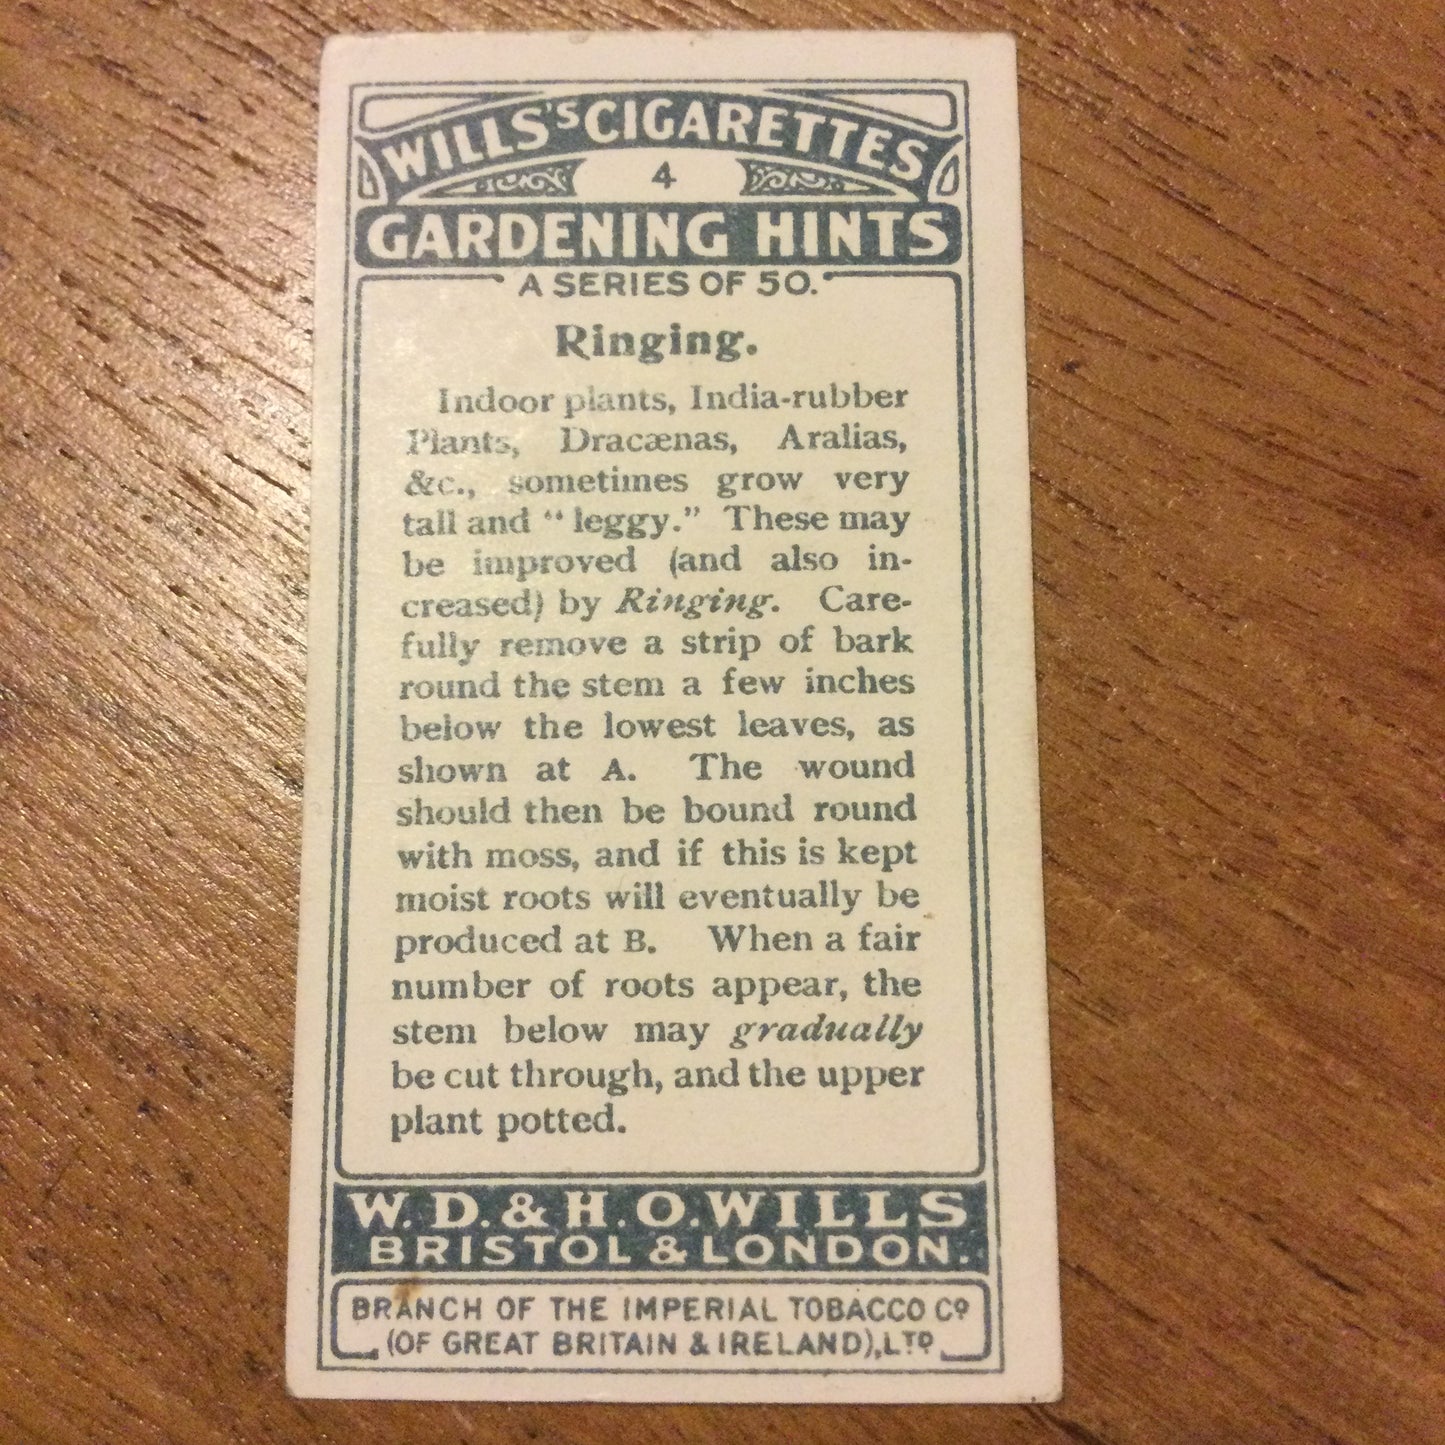 WILLS'S CIGARETTES
4
GARDENING HINTS
A SERIES OF 50.
Ringing.
Indoor plants, India-rubber
Plants, Dracænas, Aralias,
&c., sometimes grow very
tall and " leggy." These may
be improved (and also in-
creased) by Ringing. Care-
fully remove a strip of bark
round the stem a few inches
below the lowest leaves, as
shown at A. The wound
should then be bound round
with moss, and if this is kept
moist roots will eventually be
produced at B. When a fair
number of roots appear, the
stem below may gradually
be cut through, and the upper
plant potted.
W.D. & H.O. WILLS
BRISTOL & LONDON.
BRANCH OF THE IMPERIAL TOBACCO Cº
(OF GREAT BRITAIN & IRELAND), LTD